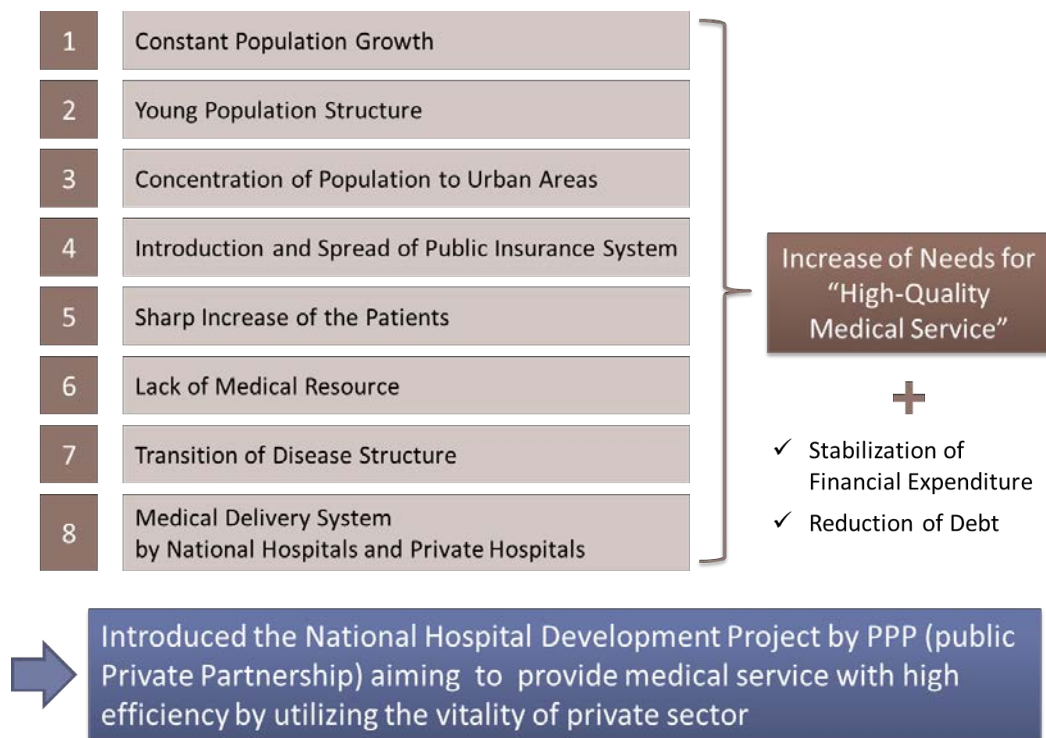 1 Constant Population Growth
2 Young Population Structure
3 Concentration of Population to Urban Areas
4 Introduction and Spread of Public Insurance System
5 Sharp Increase of the Patients
6 Lack of Medical Resource
7 Transition of Disease Structure
8 Medical Delivery System
by National Hospitals and Private Hospitals
Increase of Needs for
“High-Quality
Medical Service”
+
✓ Stabilization of
Financial Expenditure
✓ Reduction of Debt
Introduced the National Hospital Development Project by PPP (public
Private Partnership) aiming to provide medical service with high
efficiency by utilizing the vitality of private sector